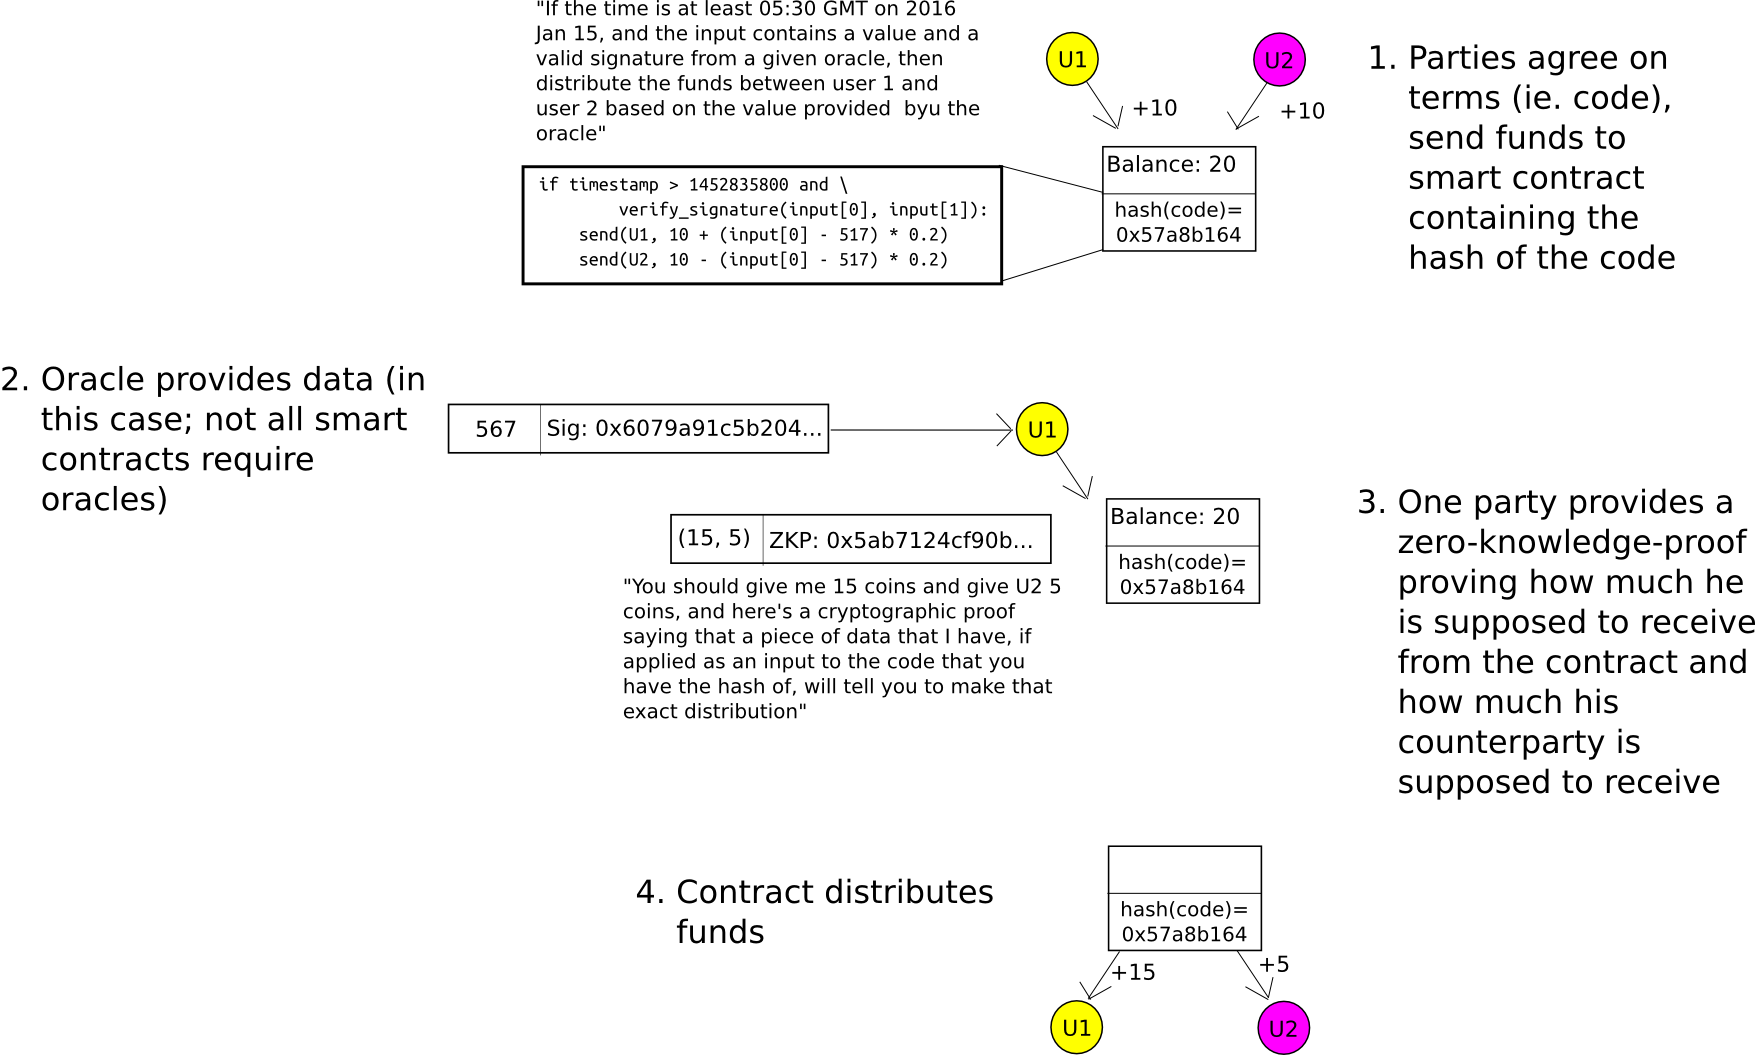 "If the time is at least 05:30 GMT on 2016
Jan 15, and the input contains a value and a
valid signature from a given oracle, then
distribute the funds between user 1 and
user 2 based on the value provided  byu the
oracle"
U1
U2
+10
+10
1. Parties agree on
terms (ie. code),
send funds to
smart contract
containing the
hash of the code
if timestamp > 1452835800 and \
verify_signature(input[0], input[1]):
send(U1, 10 + (input[0] - 517) * 0.2)
send(U2, 10 - (input[0] - 517) * 0.2)
Balance: 20
hash(code)=
0x57a8b164
2. Oracle provides data (in
this case; not all smart
contracts require
oracles)
567
Sig: 0x6079a91c5b204...
U1
(15, 5)
ZKP: 0x5ab7124cf90b...
"You should give me 15 coins and give U2 5
coins, and here's a cryptographic proof
saying that a piece of data that I have, if
applied as an input to the code that you
have the hash of, will tell you to make that
exact distribution"
Balance: 20
hash(code)=
0x57a8b164
3. One party provides a
zero-knowledge-proof
proving how much he
is supposed to receive
from the contract and
how much his
counterparty is
supposed to receive
4. Contract distributes
funds
hash(code)=
0x57a8b164
+15
+5
U1
U2